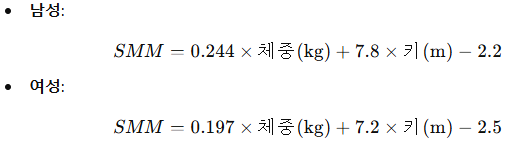 • 남성:
SMM = 0.244 × 체중(kg) + 7.8 × 키(m) − 2.2
• 여성:
SMM = 0.197 × 체중(kg) + 7.2 × 키(m) − 2.5